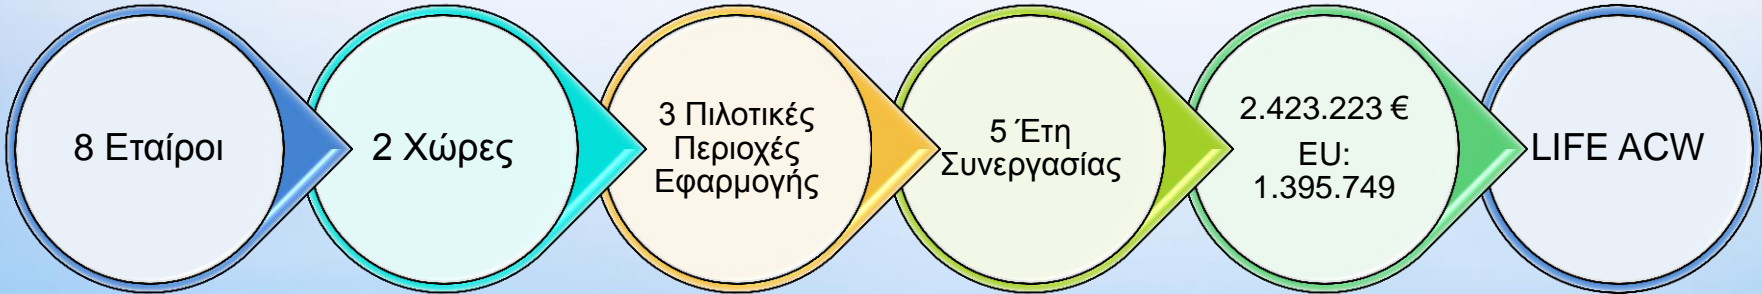 8 Εταίροι
2 Χώρες
3 Πιλοτικές
Περιοχές
Εφαρμογής
5 Έτη
Συνεργασίας
2.423.223 €
EU:
1.395.749
LIFE ACW